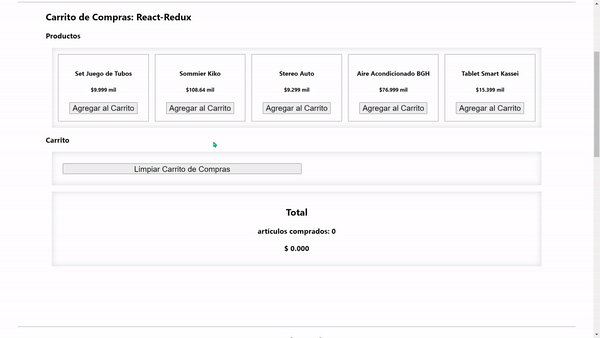 Carrito de Compras: React-Redux
Productos
Set Juego de Tubos
$9.999 mil
Agregar al Carrito
Sommier Kiko
$108.64 mil
Agregar al Carrito
Stereo Auto
$9.299 mil
Agregar al Carrito
Aire Acondicionado BGH
$76.999 mil
Agregar al Carrito
Tablet Smart Kassei
$15.399 mil
Agregar al Carrito
Carrito
Limpiar Carrito de Compras
Total
artículos comprados: 0
$ 0.000